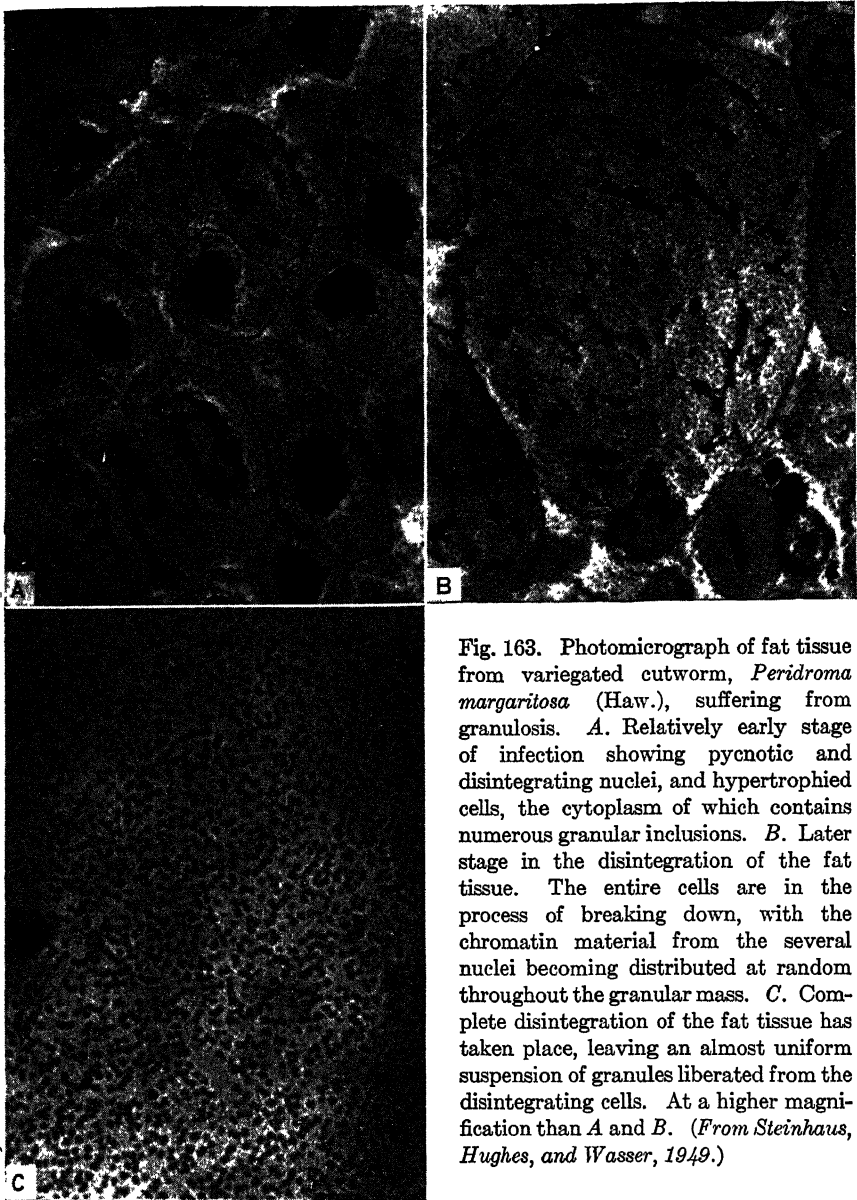 A
B
C
Fig. 163. Photomicrograph of fat tissue
from variegated cutworm, Peridroma
margaritosa (Haw.), suffering from
granulosis. A. Relatively early stage
of infection showing pycnotic and
disintegrating nuclei, and hypertrophied
cells, the cytoplasm of which contains
numerous granular inclusions. B. Later
stage in the disintegration of the fat
tissue. The entire cells are in the
process of breaking down, with the
chromatin material from the several
nuclei becoming distributed at random
throughout the granular mass. C. Com-
plete disintegration of the fat tissue has
taken place, leaving an almost uniform
suspension of granules liberated from the
disintegrating cells. At a higher magni-
fication than A and B. (From Steinhaus,
Hughes, and Wasser, 1949.)